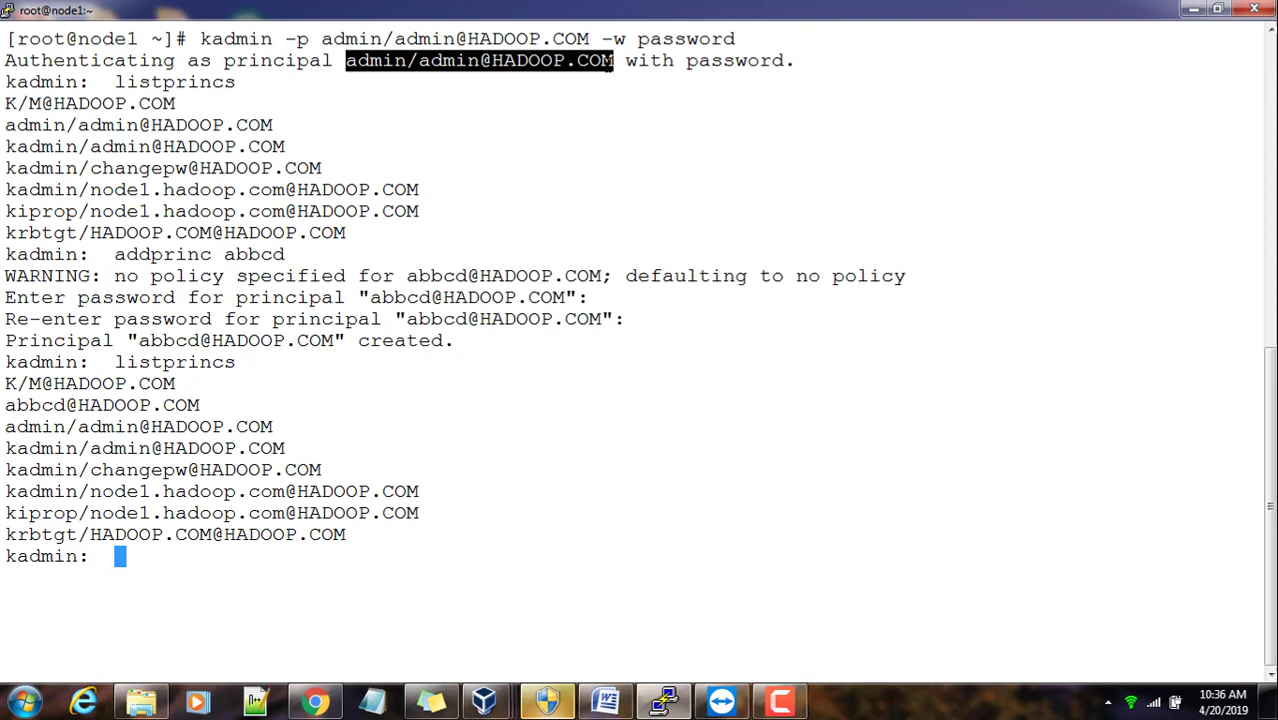 root@node1:~
[root@node1 ~]# kadmin -p admin/admin@HADOOP.COM -w password
Authenticating as principal admin/admin@HADOOP.COM with password.
kadmin:  listprincs
K/M@HADOOP.COM
admin/admin@HADOOP.COM
kadmin/admin@HADOOP.COM
kadmin/changepw@HADOOP.COM
kadmin/node1.hadoop.com@HADOOP.COM
kiprop/node1.hadoop.com@HADOOP.COM
krbtgt/HADOOP.COM@HADOOP.COM
kadmin:  addprinc abbcd
WARNING: no policy specified for abbcd@HADOOP.COM; defaulting to no policy
Enter password for principal "abbcd@HADOOP.COM":
Re-enter password for principal "abbcd@HADOOP.COM":
Principal "abbcd@HADOOP.COM" created.
kadmin:  listprincs
K/M@HADOOP.COM
abbcd@HADOOP.COM
admin/admin@HADOOP.COM
kadmin/admin@HADOOP.COM
kadmin/changepw@HADOOP.COM
kadmin/node1.hadoop.com@HADOOP.COM
kiprop/node1.hadoop.com@HADOOP.COM
krbtgt/HADOOP.COM@HADOOP.COM
kadmin:
10:36 AM
4/20/2019